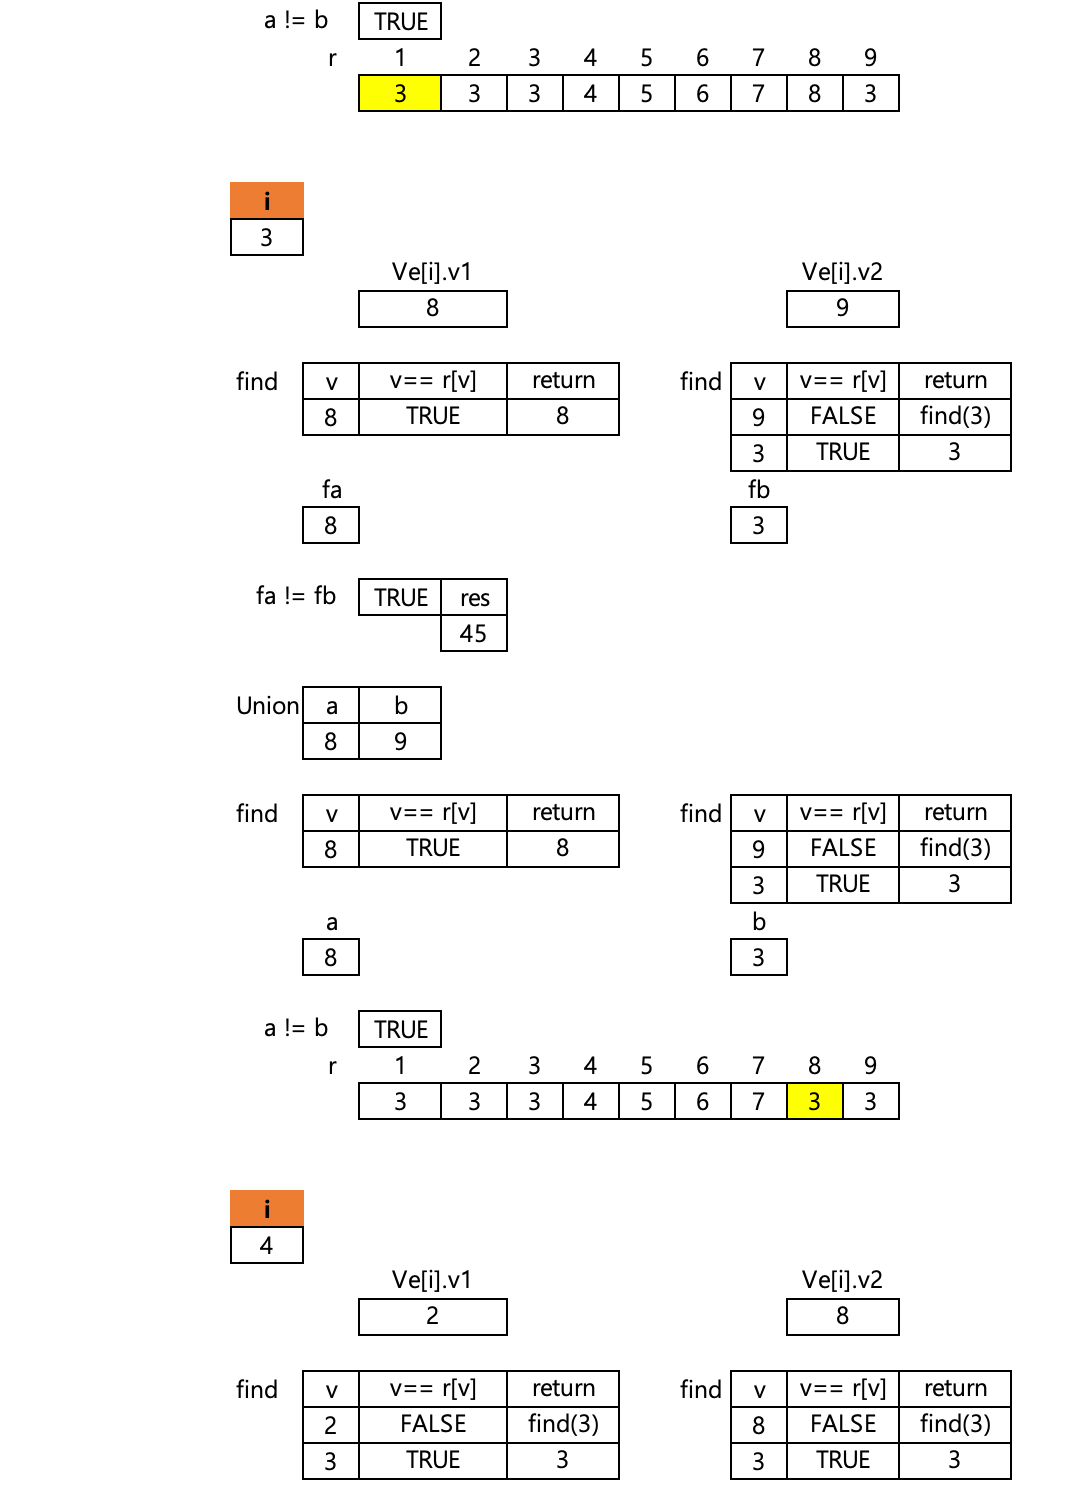 a != b TRUE
r 1 2 3 4 5 6 7 8 9
3 3 3 4 5 6 7 8 3
i
3
Ve[i].v1 Ve[i].v2
8 9
find v v== r[v] return find v v== r[v] return
8 TRUE 8 9 FALSE find(3)
3 TRUE 3
fa fb
8 3
fa != fb TRUE res
45
Union a b
8 9
find v v== r[v] return find v v== r[v] return
8 TRUE 8 9 FALSE find(3)
3 TRUE 3
a b
8 3
a != b TRUE
r 1 2 3 4 5 6 7 8 9
3 3 3 4 5 6 7 3 3
i
4
Ve[i].v1 Ve[i].v2
2 8
find v v== r[v] return find v v== r[v] return
2 FALSE find(3) 8 FALSE find(3)
3 TRUE 3 3 TRUE 3